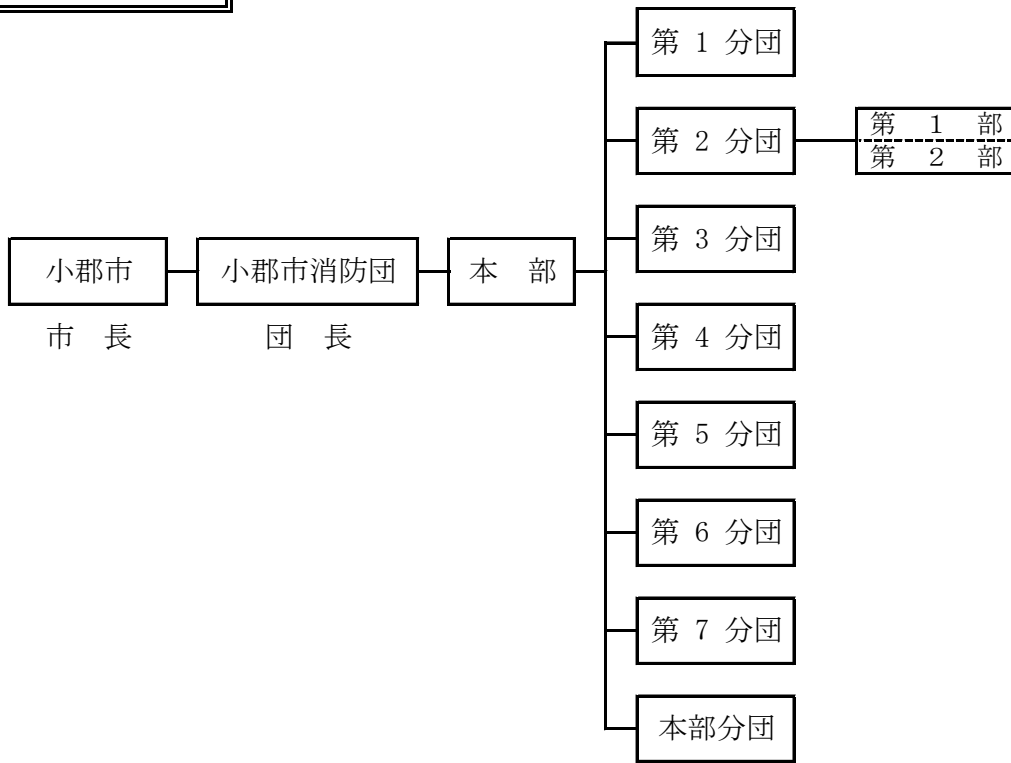 第 1 分団
第 2 分団
第 1 部
第 2 部
第 3 分団
小郡市
小郡市消防団
本 部
市 長
団 長
第 4 分団
第 5 分団
第 6 分団
第 7 分団
本部分団